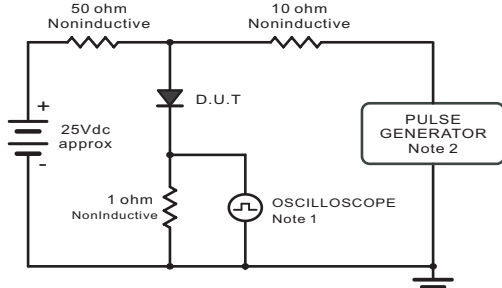 50 ohm
Noninductive
10 ohm
Noninductive
D.U.T
+
25Vdc
approx
-
PULSE
GENERATOR
Note 2
1 ohm
NonInductive
OSCILLOSCOPE
Note 1